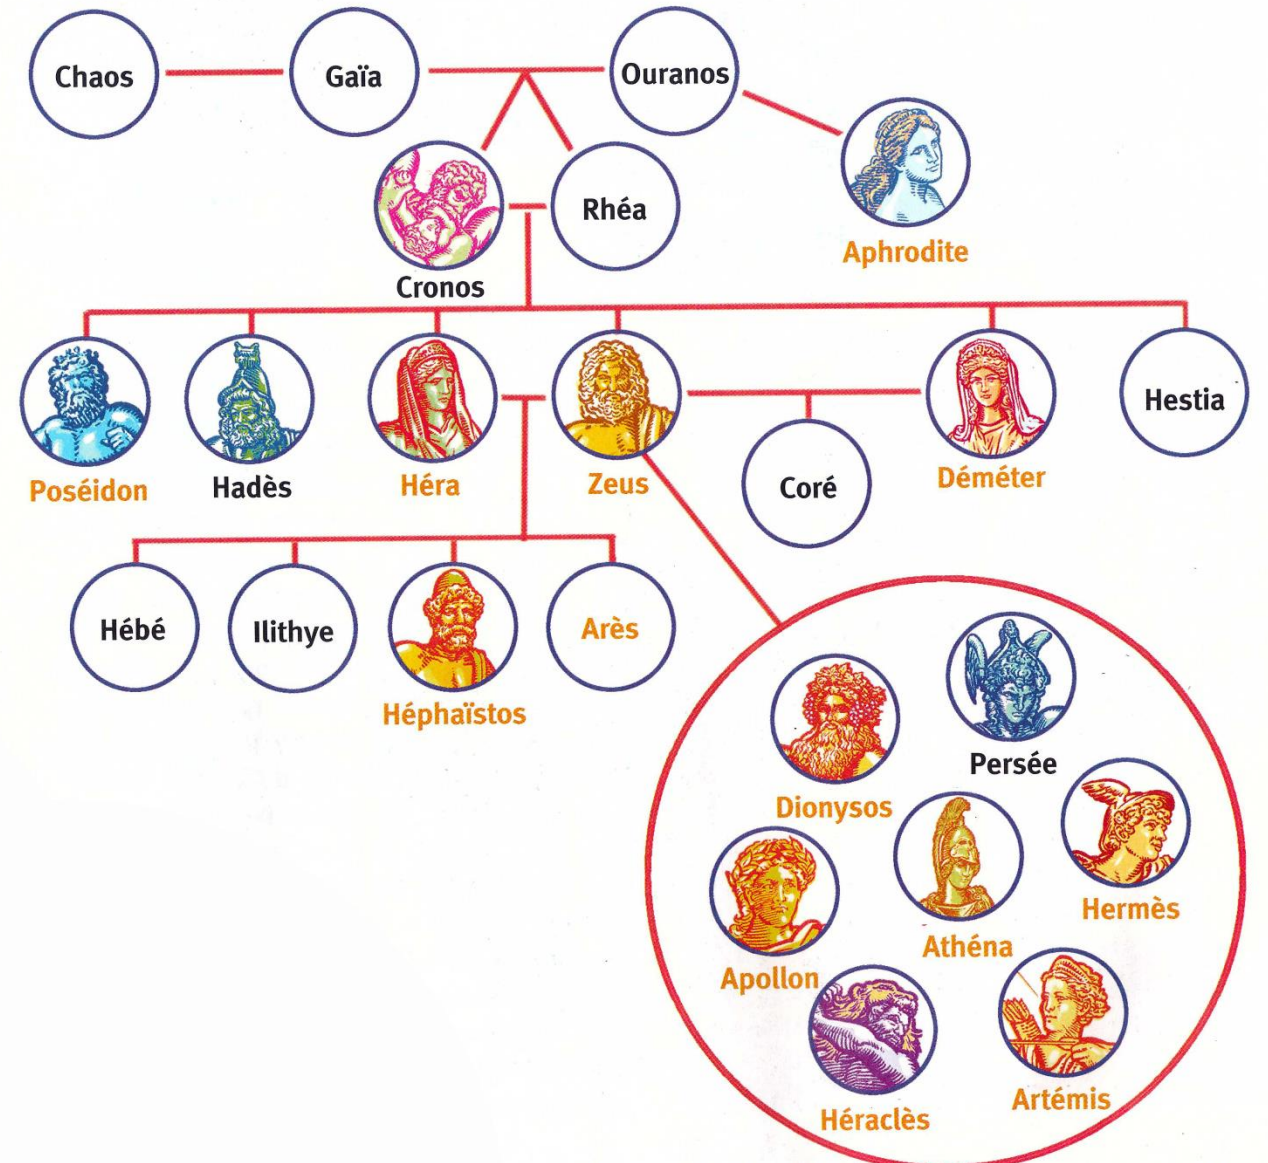 Chaos
Gaïa
Ouranos
Aphrodite
Rhéa
Cronos
Poséidon
Hadès
Héra
Zeus
Coré
Déméter
Hestia
Hébé
Ilithye
Héphaïstos
Arès
Persée
Dionysos
Hermès
Athéna
Apollon
Artémis
Héraclès